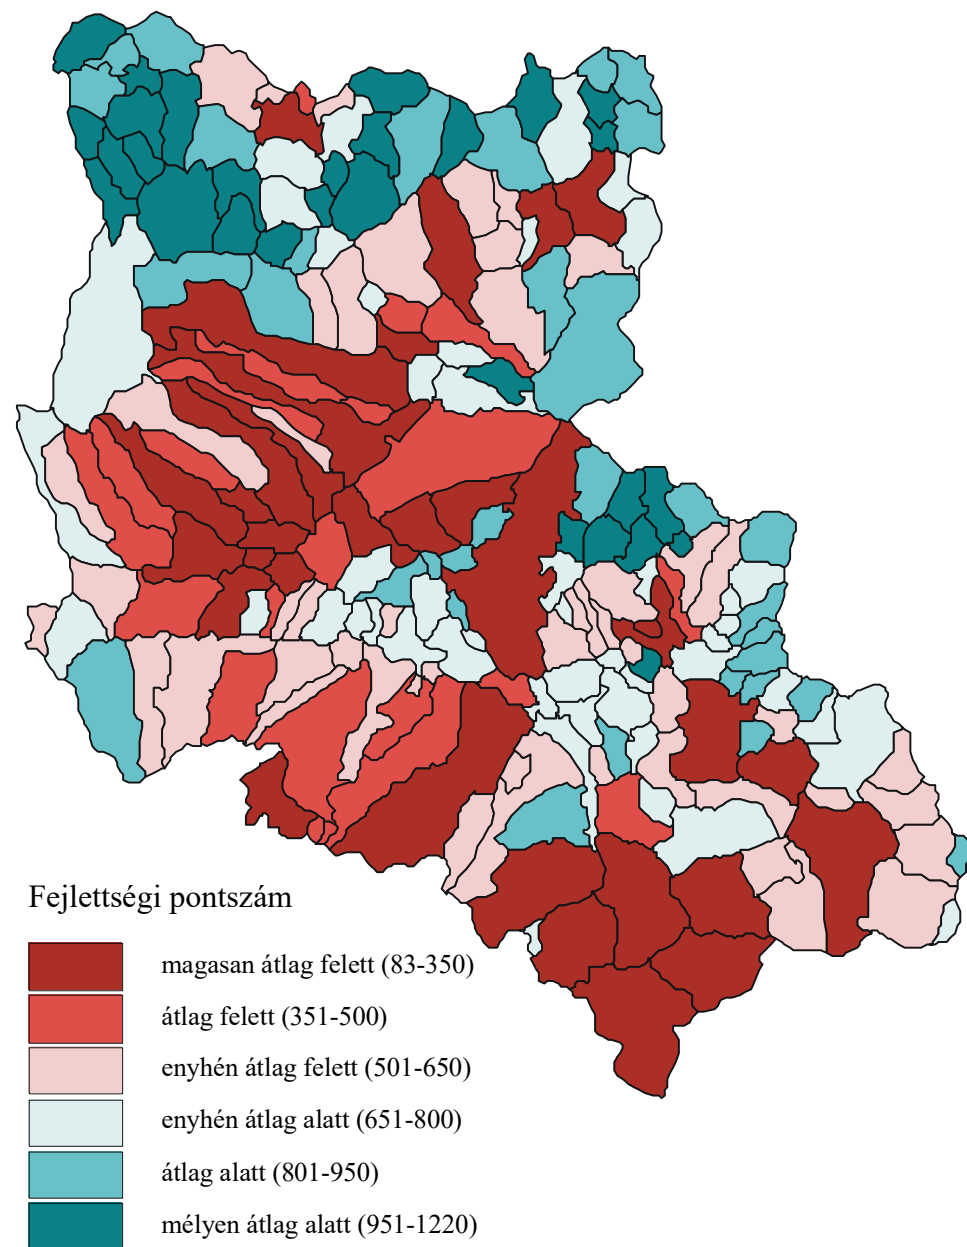 Fejlettségi pontszám
magasan átlag felett (83-350)
átlag felett (351-500)
enyhén átlag felett (501-650)
enyhén átlag alatt (651-800)
átlag alatt (801-950)
mélyen átlag alatt (951-1220)